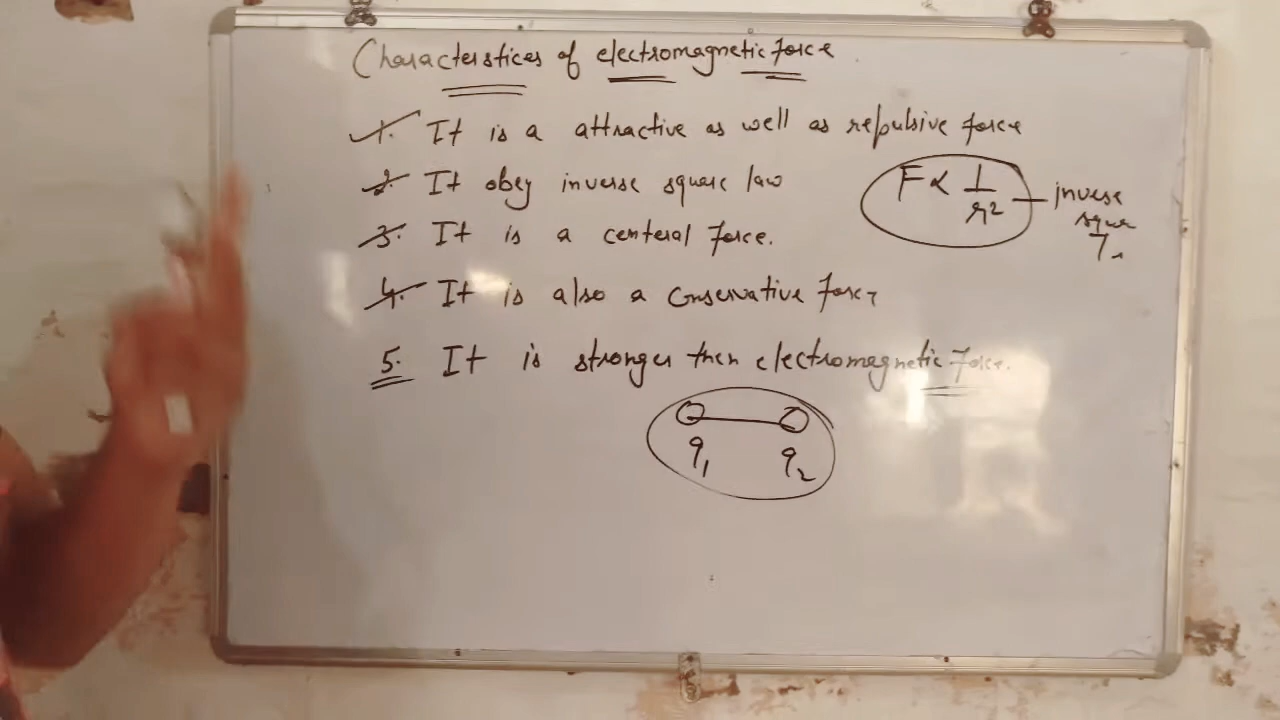 Characterstices of electromagnetic force
1. It is a attractive as well as repulsive force
2. It obey inverse square law
F ∝ 1/r² — inverse
squre
3. It is a centeral force.
4. It is also a conservative force
5. It is stronger then electromagnetic force.
q1 q2